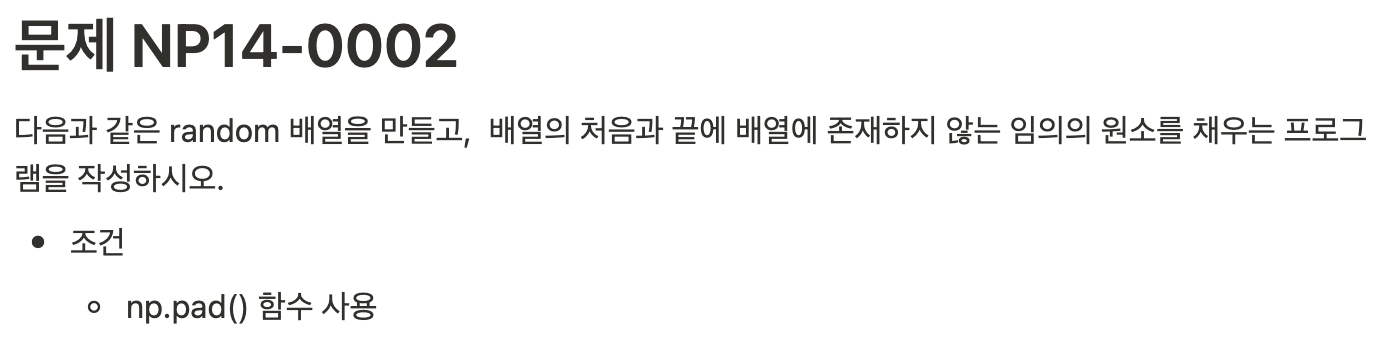 문제 NP14-0002
다음과 같은 random 배열을 만들고, 배열의 처음과 끝에 배열에 존재하지 않는 임의의 원소를 채우는 프로그
램을 작성하시오.
• 조건
◦ np.pad() 함수 사용